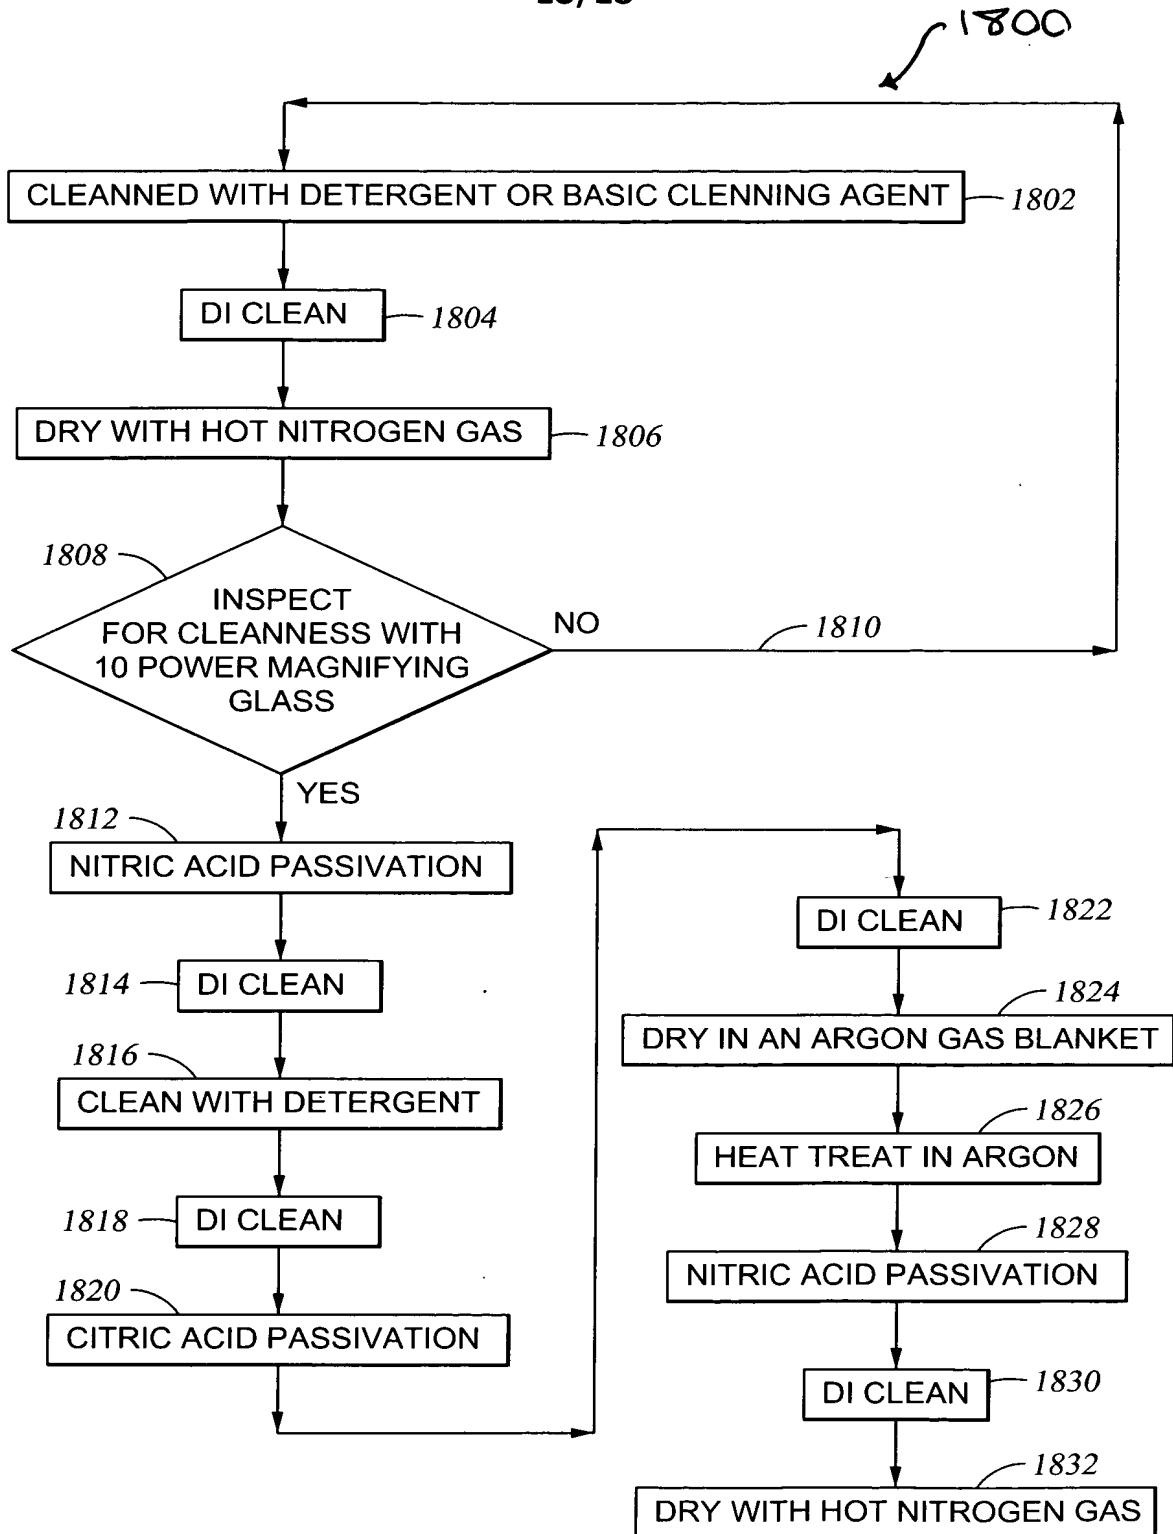 1800
CLEANNED WITH DETERGENT OR BASIC CLENNING AGENT
1802
DI CLEAN
1804
DRY WITH HOT NITROGEN GAS
1806
1808
INSPECT
FOR CLEANNESS WITH
10 POWER MAGNIFYING
GLASS
NO
1810
YES
1812
NITRIC ACID PASSIVATION
1814
DI CLEAN
1816
CLEAN WITH DETERGENT
1818
DI CLEAN
1820
CITRIC ACID PASSIVATION
DI CLEAN
1822
1824
DRY IN AN ARGON GAS BLANKET
1826
HEAT TREAT IN ARGON
1828
NITRIC ACID PASSIVATION
DI CLEAN
1830
1832
DRY WITH HOT NITROGEN GAS